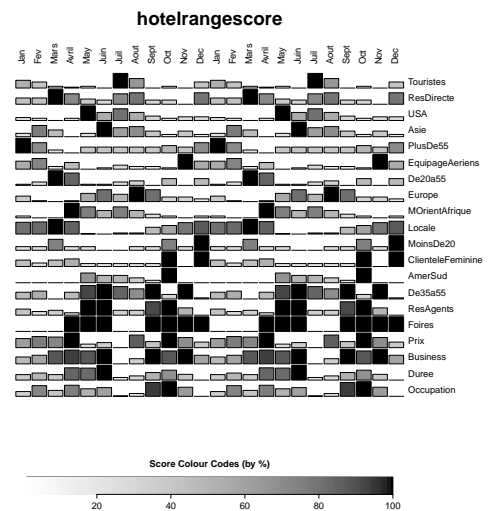 hotelrangescore
Jan Fev Mars Avril May Juin Juil Aout Sept Oct Nov Dec Jan Fev Mars Avril May Juin Juil Aout Sept Oct Nov Dec
Touristes
ResDirecte
USA
Asie
PlusDe55
EquipageAeriens
De20a55
Europe
MOrientAfrique
Locale
MoinsDe20
ClienteleFeminine
AmerSud
De35a55
ResAgents
Foires
Prix
Business
Duree
Occupation
Score Colour Codes (by %)
20 40 60 80 100